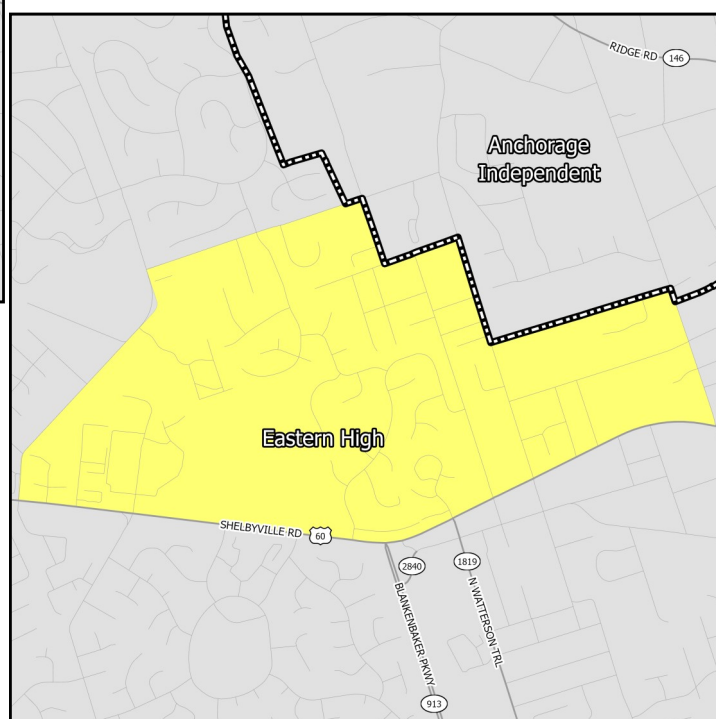 RIDGE RD
146
Anchorage
Independent
Eastern High
SHELBYVILLE RD
60
2840
1819
BLANKENBAKER PKWY
N WATTERSON TRL
913